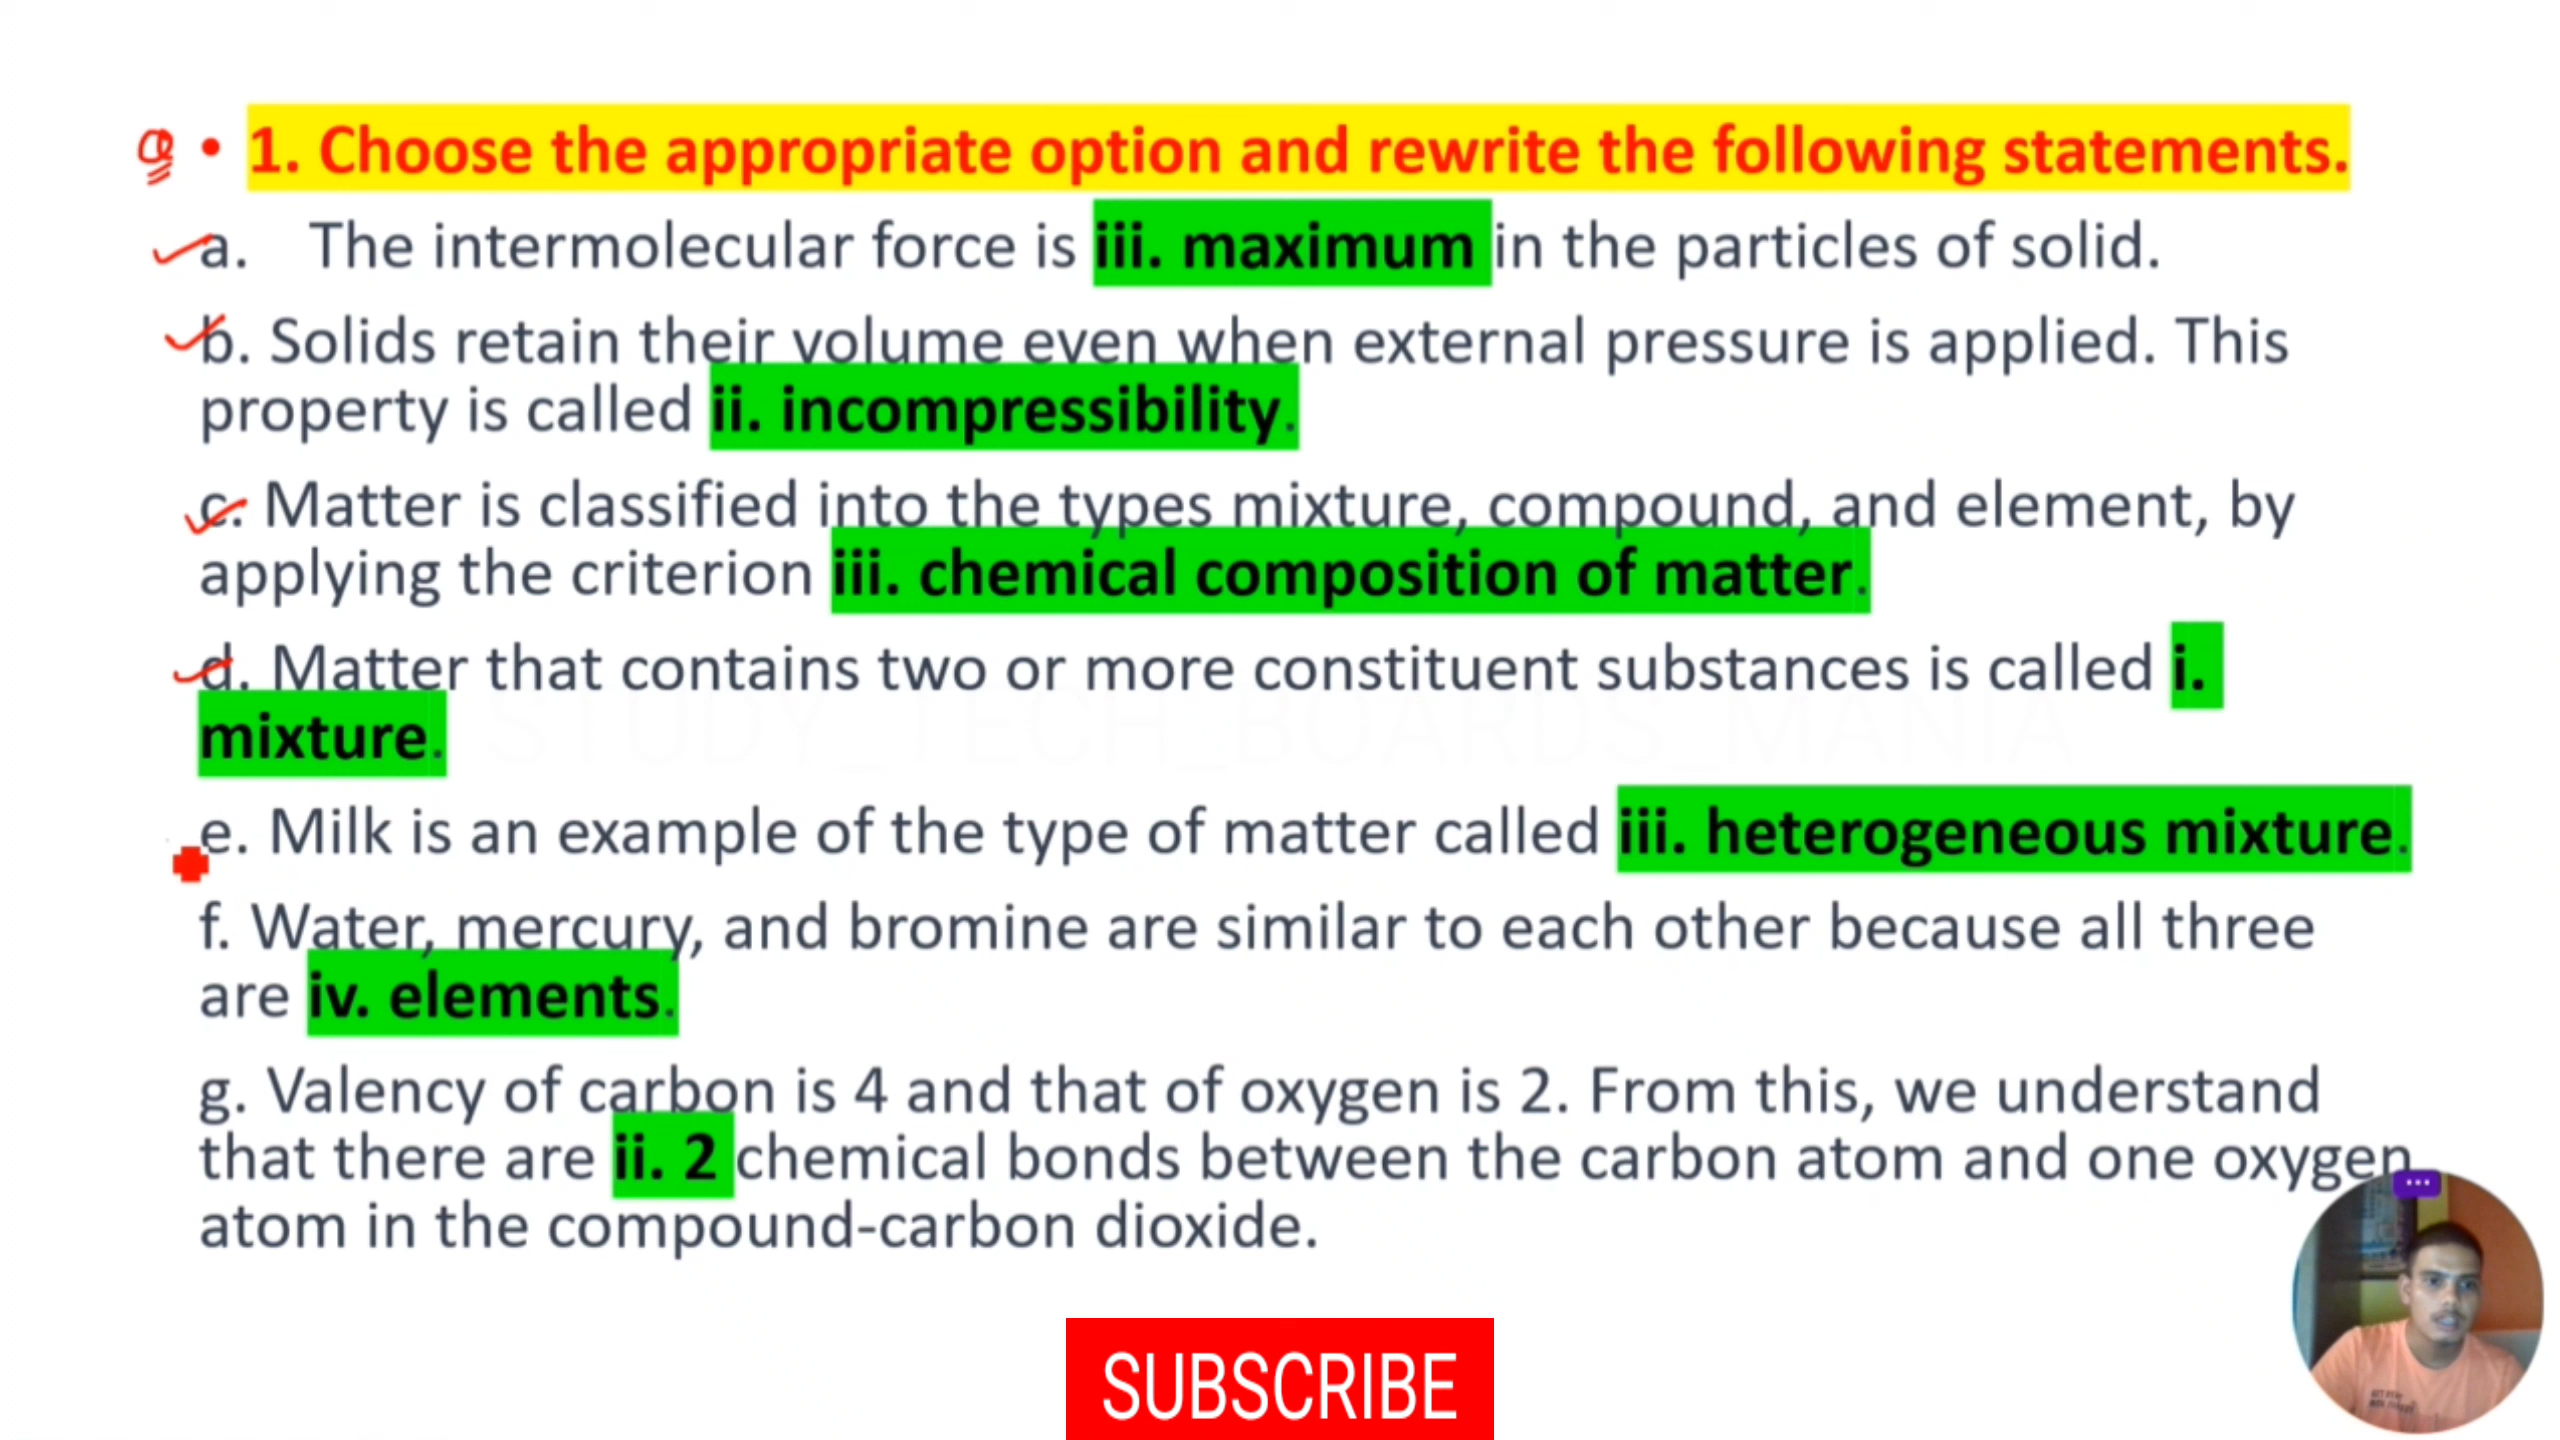 Q • 1. Choose the appropriate option and rewrite the following statements.
a. The intermolecular force is iii. maximum in the particles of solid.
b. Solids retain their volume even when external pressure is applied. This
property is called ii. incompressibility.
c. Matter is classified into the types mixture, compound, and element, by
applying the criterion iii. chemical composition of matter.
d. Matter that contains two or more constituent substances is called i.
mixture.
STUDY_TECH_BOARDS_MANIA
e. Milk is an example of the type of matter called iii. heterogeneous mixture.
f. Water, mercury, and bromine are similar to each other because all three
are iv. elements.
g. Valency of carbon is 4 and that of oxygen is 2. From this, we understand
that there are ii. 2 chemical bonds between the carbon atom and one oxygen
atom in the compound-carbon dioxide.
SUBSCRIBE